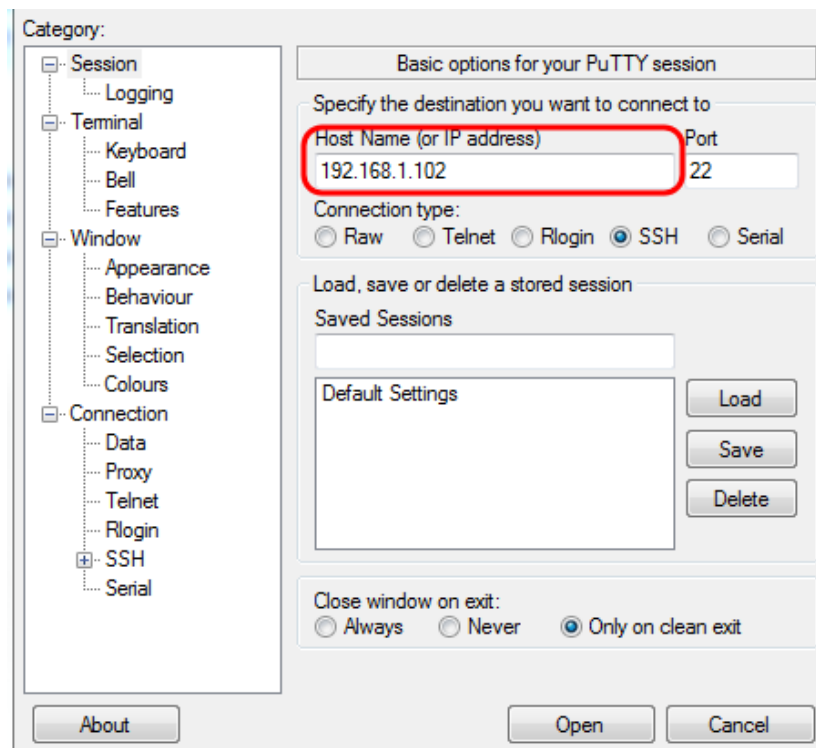 Category:
Session
Logging
Terminal
Keyboard
Bell
Features
Window
Appearance
Behaviour
Translation
Selection
Colours
Connection
Data
Proxy
Telnet
Rlogin
SSH
Serial
Basic options for your PuTTY session
Specify the destination you want to connect to
Host Name (or IP address) Port
192.168.1.102 22
Connection type:
Raw Telnet Rlogin SSH Serial
Load, save or delete a stored session
Saved Sessions
Default Settings
Load
Save
Delete
Close window on exit:
Always Never Only on clean exit
About Open Cancel